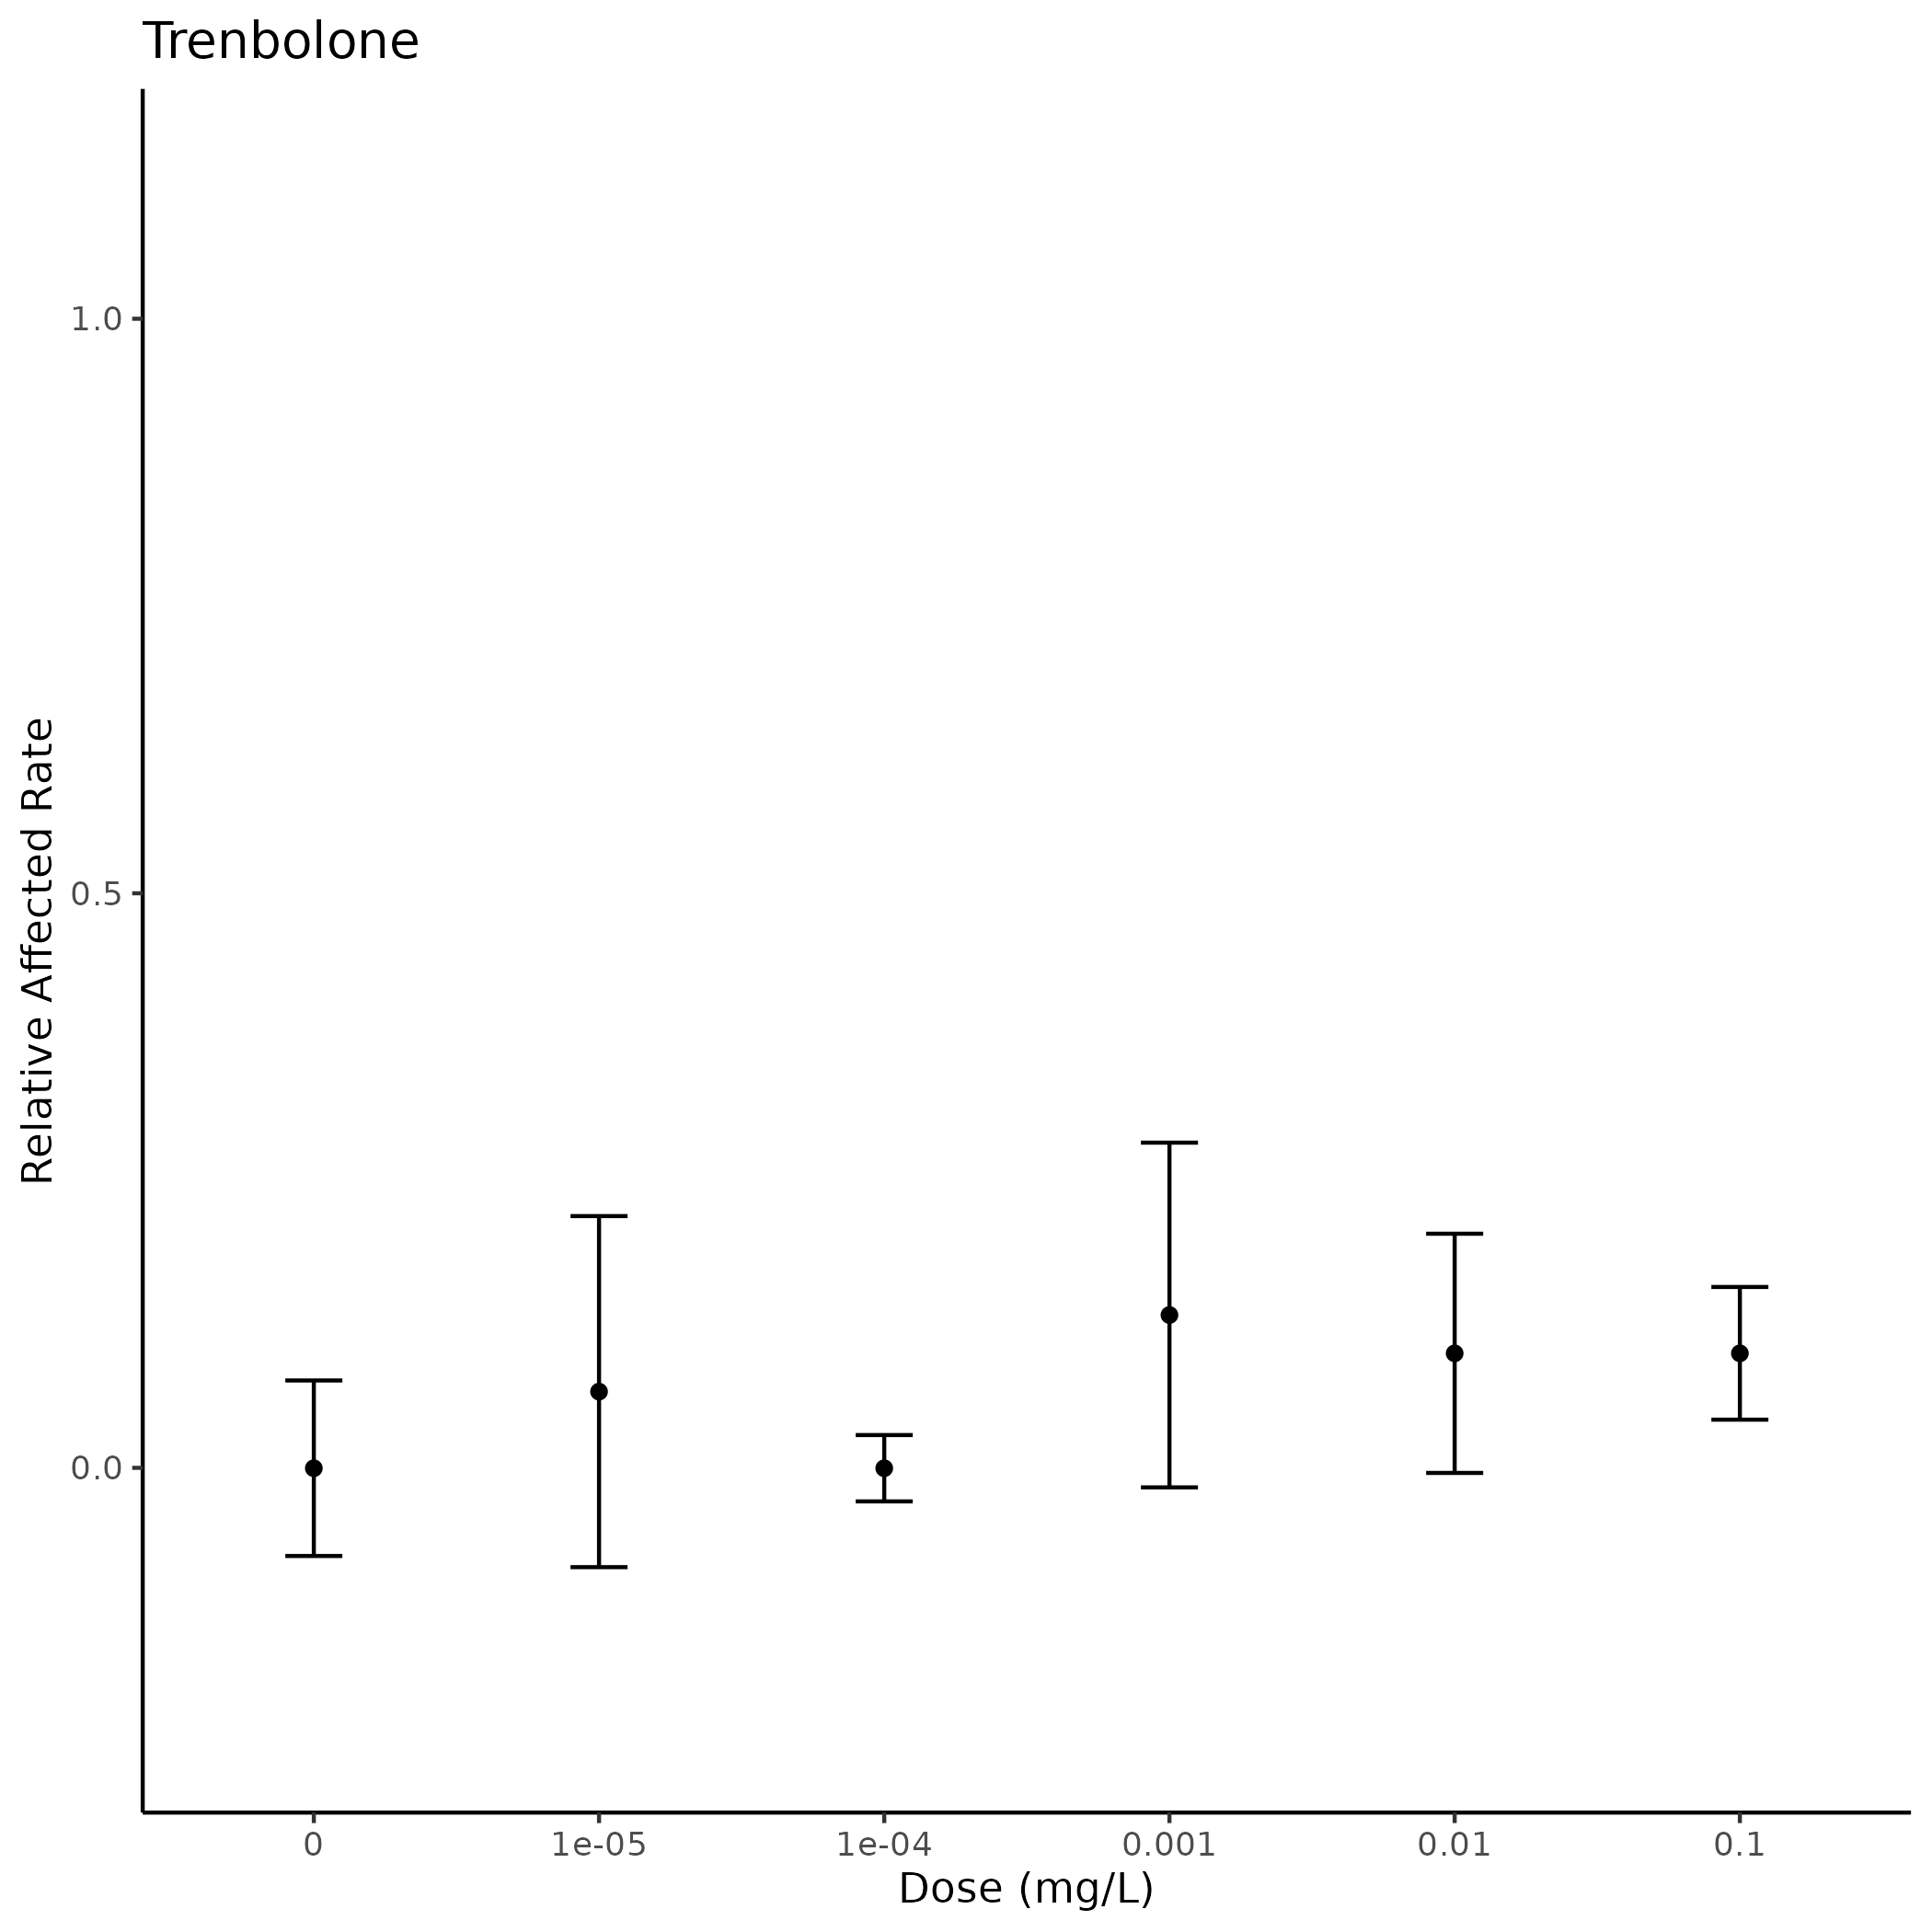 Trenbolone
Relative Affected Rate
1.0
0.5
0.0
0 1e-05 1e-04 0.001 0.01 0.1
Dose (mg/L)